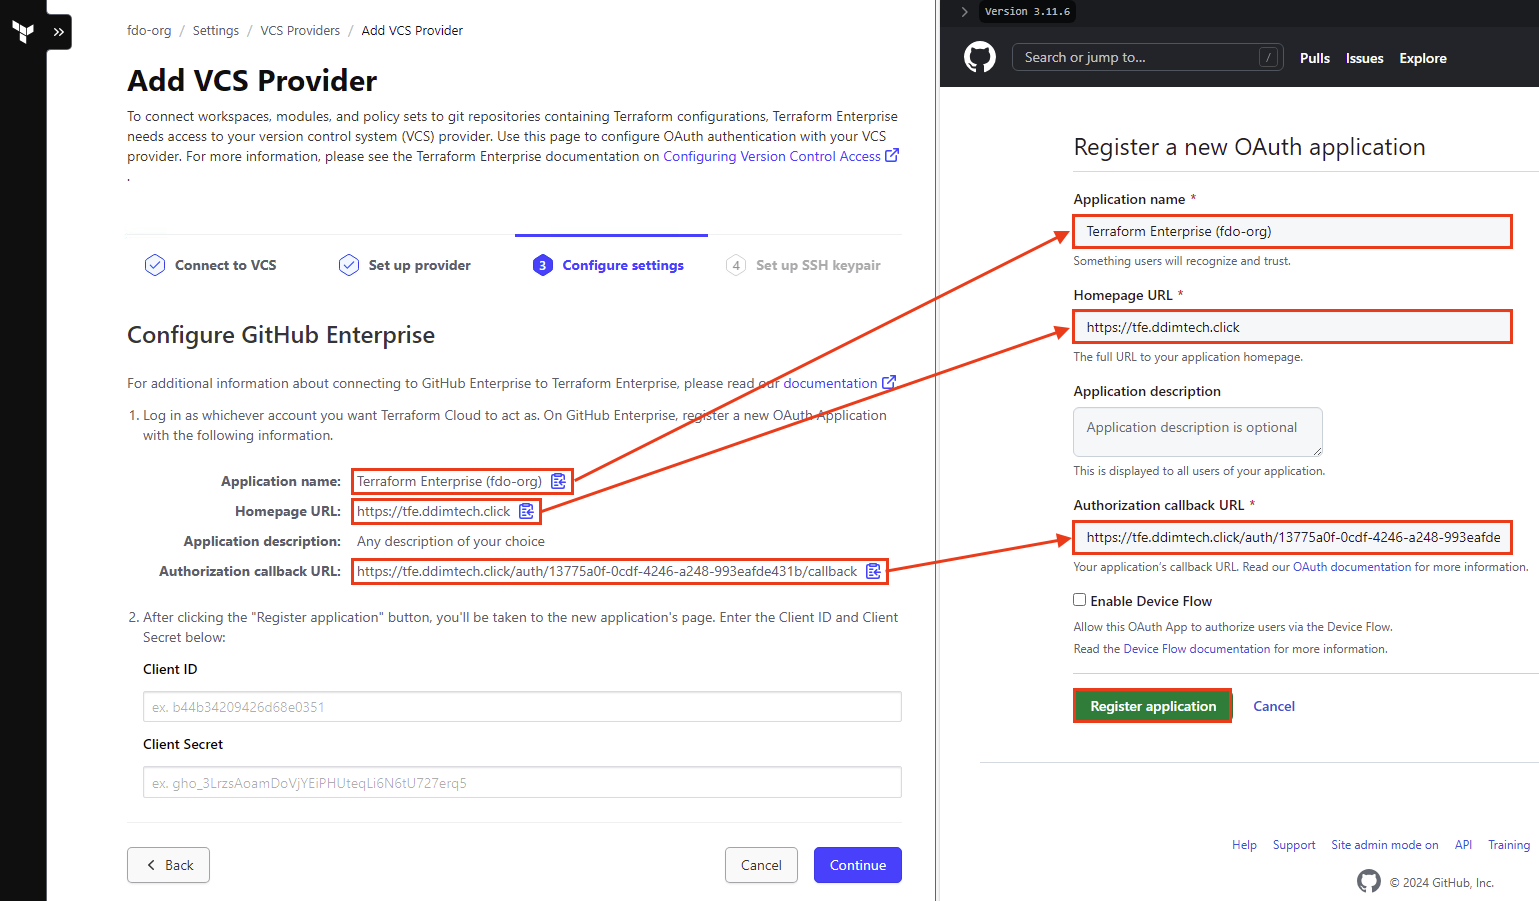 fdo-org / Settings / VCS Providers / Add VCS Provider
Add VCS Provider
To connect workspaces, modules, and policy sets to git repositories containing Terraform configurations, Terraform Enterprise
needs access to your version control system (VCS) provider. Use this page to configure OAuth authentication with your VCS
provider. For more information, please see the Terraform Enterprise documentation on Configuring Version Control Access
.
Connect to VCS
Set up provider
3 Configure settings
4 Set up SSH keypair
Configure GitHub Enterprise
For additional information about connecting to GitHub Enterprise to Terraform Enterprise, please read our documentation
1. Log in as whichever account you want Terraform Cloud to act as. On GitHub Enterprise, register a new OAuth Application
with the following information.
Application name: Terraform Enterprise (fdo-org)
Homepage URL: https://tfe.ddimtech.click
Application description: Any description of your choice
Authorization callback URL: https://tfe.ddimtech.click/auth/13775a0f-0cdf-4246-a248-993eafde431b/callback
2. After clicking the "Register application" button, you'll be taken to the new application's page. Enter the Client ID and Client
Secret below:
Client ID
ex. b44b34209426d68e0351
Client Secret
ex. gho_3LrzsAoamDoVjYEiPHUteqLi6N6tU727erq5
Back
Cancel
Continue
Version 3.11.6
Search or jump to...
/
Pulls
Issues
Explore
Register a new OAuth application
Application name *
Terraform Enterprise (fdo-org)
Something users will recognize and trust.
Homepage URL *
https://tfe.ddimtech.click
The full URL to your application homepage.
Application description
Application description is optional
This is displayed to all users of your application.
Authorization callback URL *
https://tfe.ddimtech.click/auth/13775a0f-0cdf-4246-a248-993eafde
Your application's callback URL. Read our OAuth documentation for more information.
Enable Device Flow
Allow this OAuth App to authorize users via the Device Flow.
Read the Device Flow documentation for more information.
Register application
Cancel
Help
Support
Site admin mode on
API
Training
© 2024 GitHub, Inc.